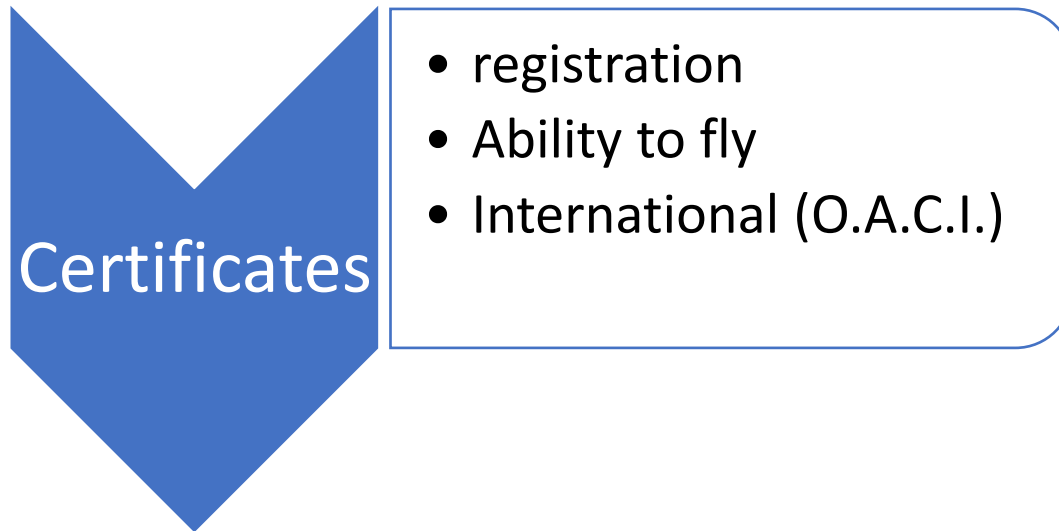 Certificates
• registration
• Ability to fly
• International (O.A.C.I.)